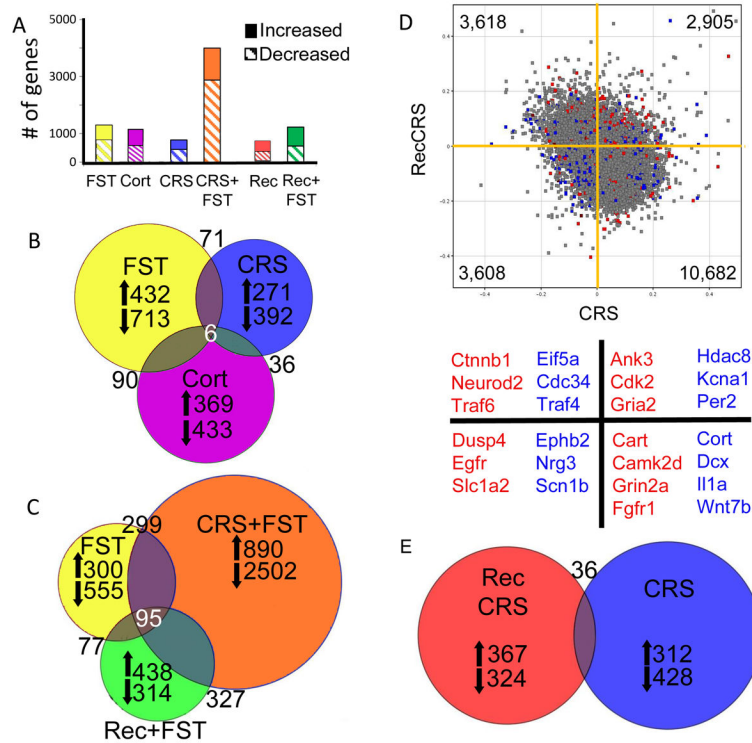 A
# of genes
5000
3000
1000
0
Increased
Decreased
FST Cort CRS CRS+ FST Rec Rec+ FST
B
FST
432
713
71
CRS
271
392
6
90
36
Cort
369
433
C
299
FST
300
555
CRS+FST
890
2502
95
77
438
314
327
Rec+FST
D
3,618
2,905
3,608
10,682
0.4
0.2
0
-0.2
-0.4
RecCRS
-0.4 -0.2 0 0.2 0.4
CRS
Ctnnb1 Eif5a Ank3 Hdac8
Neurod2 Cdc34 Cdk2 Kcna1
Traf6 Traf4 Gria2 Per2
Dusp4 Ephb2 Cart Cort
Egfr Nrg3 Camk2d Dcx
Slc1a2 Scn1b Grin2a Il1a
Fgfr1 Wnt7b
E
36
Rec
CRS
367
324
CRS
312
428